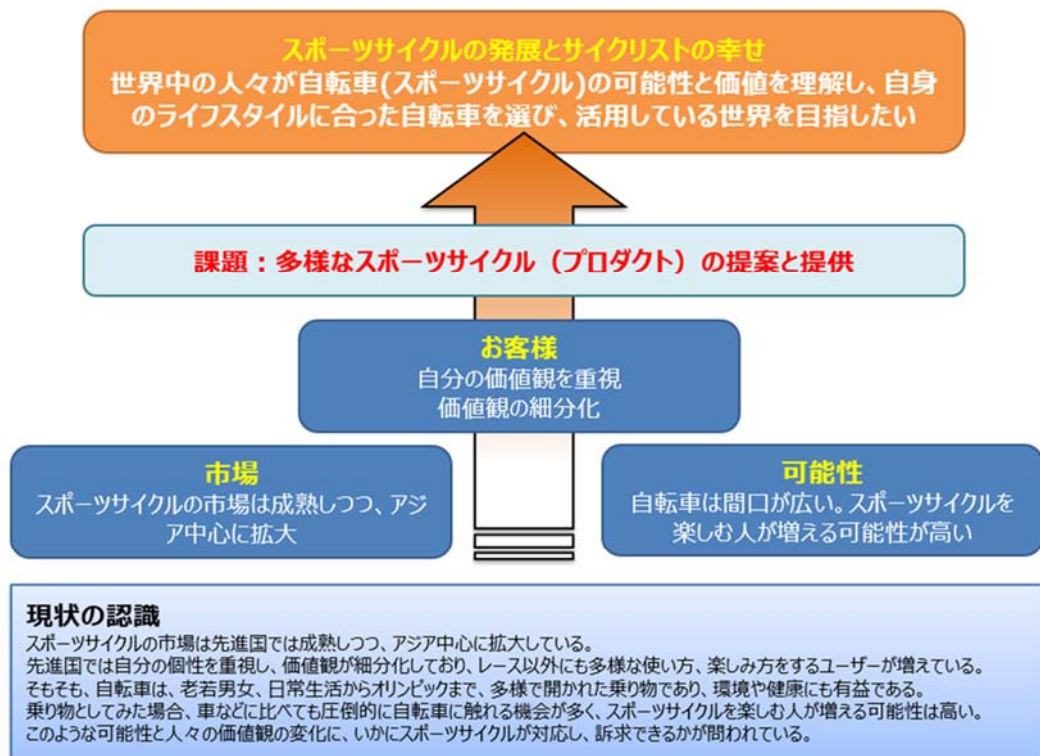 スポーツサイクルの発展とサイクリストの幸せ
世界中の人々が自転車(スポーツサイクル)の可能性と価値を理解し、自身
のライフスタイルに合った自転車を選び、活用している世界を目指したい
課題：多様なスポーツサイクル（プロダクト）の提案と提供
お客様
自分の価値観を重視
価値観の細分化
市場
スポーツサイクルの市場は成熟しつつ、アジ
ア中心に拡大
可能性
自転車は間口が広い。スポーツサイクルを
楽しむ人が増える可能性が高い
現状の認識
スポーツサイクルの市場は先進国では成熟しつつ、アジア中心に拡大している。
先進国では自分の個性を重視し、価値観が細分化しており、レース以外にも多様な使い方、楽しみ方をするユーザーが増えている。
そもそも、自転車は、老若男女、日常生活からオリンピックまで、多様で開かれた乗り物であり、環境や健康にも有益である。
乗り物としてみた場合、車などに比べても圧倒的に自転車に触れる機会が多く、スポーツサイクルを楽しむ人が増える可能性は高い。
このような可能性と人々の価値観の変化に、いかにスポーツサイクルが対応し、訴求できるかが問われている。